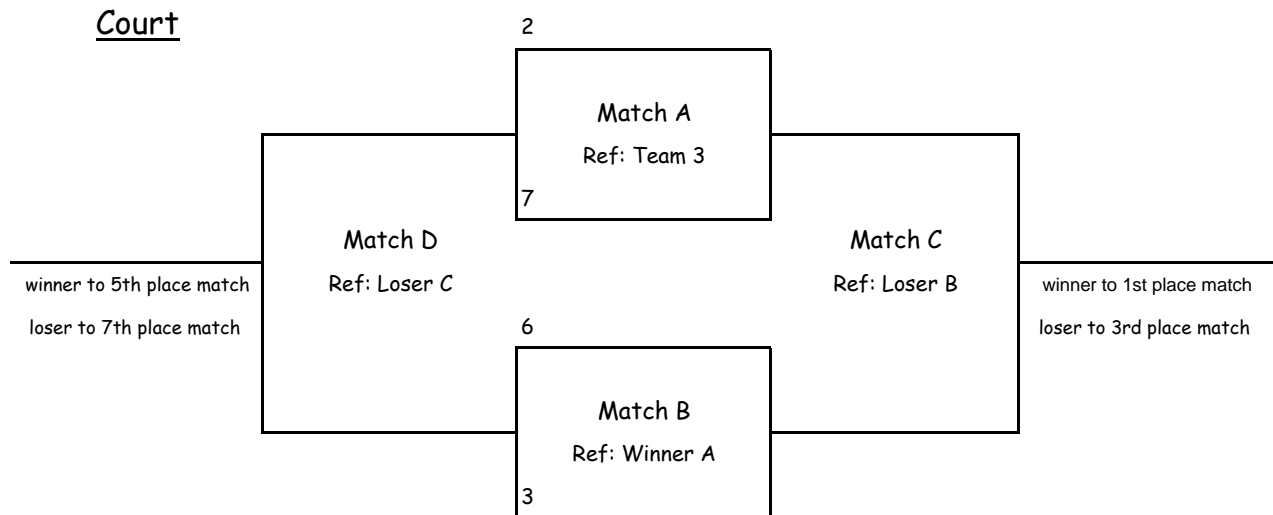 Court
2
Match A
Ref: Team 3
7
Match D
Ref: Loser C
Match C
Ref: Loser B
winner to 5th place match
loser to 7th place match
winner to 1st place match
loser to 3rd place match
6
Match B
Ref: Winner A
3